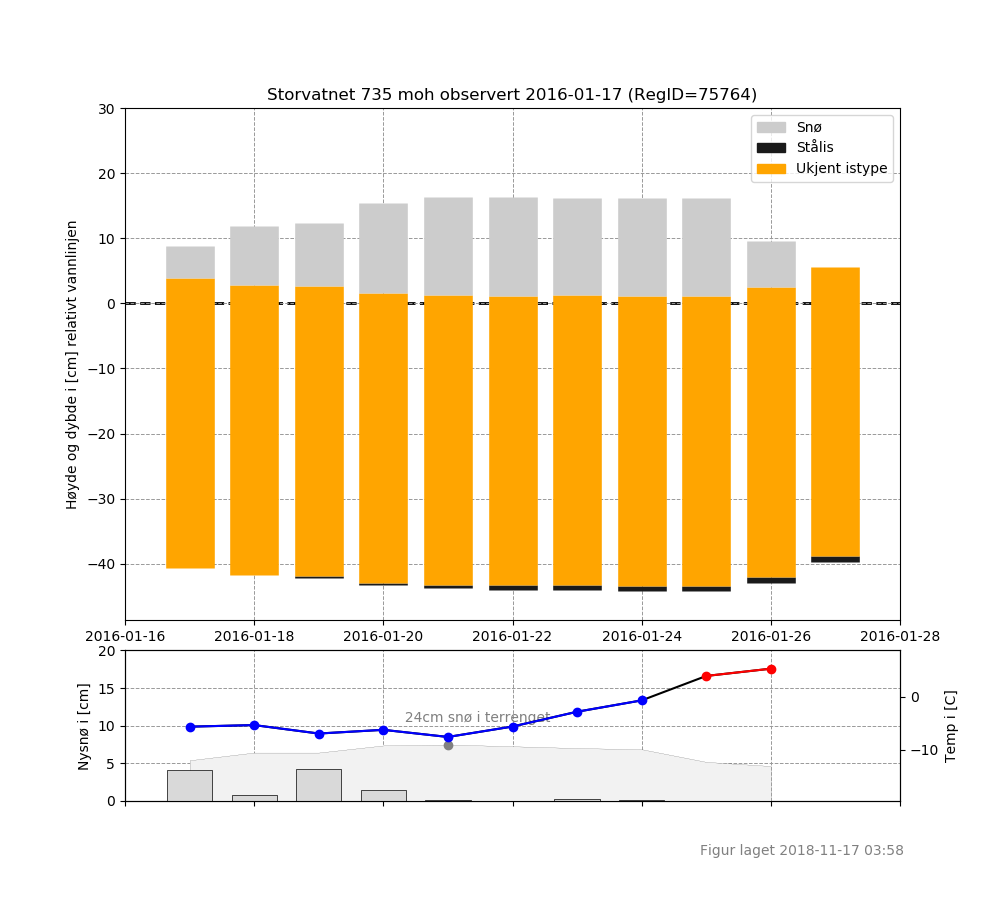 Storvatnet 735 moh observert 2016-01-17 (RegID=75764)
Snø
Stålis
Ukjent istype
Høyde og dybde i [cm] relativt vannlinjen
30
20
10
0
−10
−20
−30
−40
2016-01-16
2016-01-18
2016-01-20
2016-01-22
2016-01-24
2016-01-26
2016-01-28
Nysnø i [cm]
20
15
10
5
0
24cm snø i terrenget
0
−10
Temp i [C]
Figur laget 2018-11-17 03:58